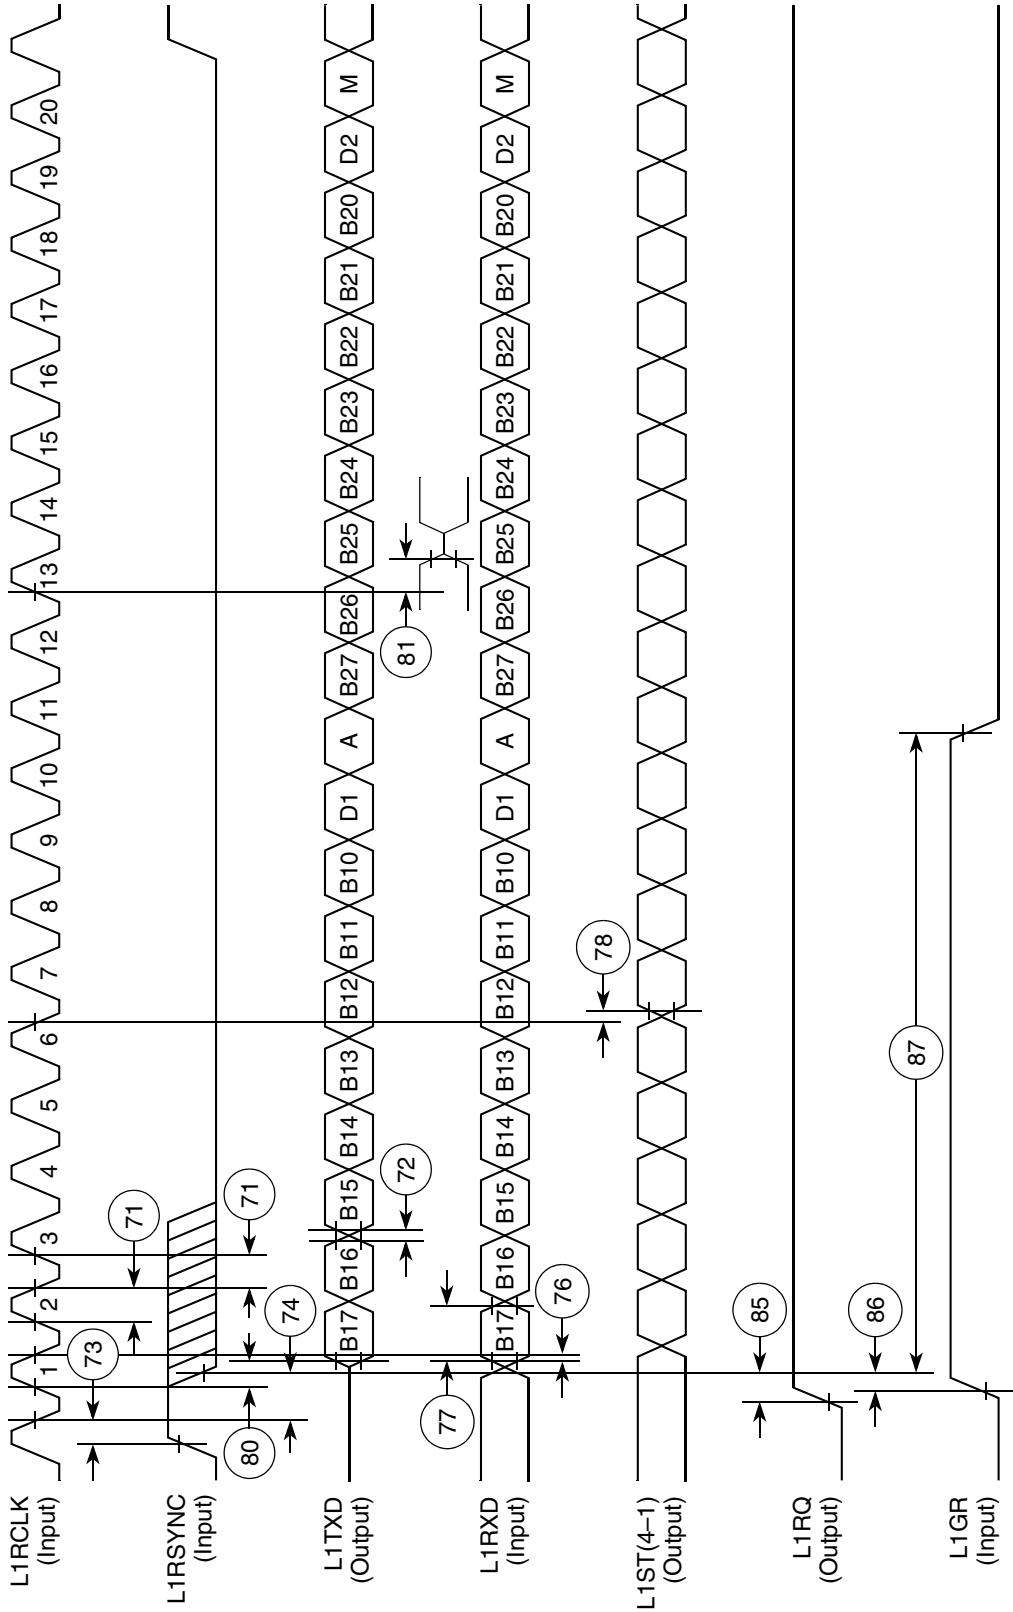 L1RCLK
(Input)
1 2 3 4 5 6 7 8 9 10 11 12 13 14 15 16 17 18 19 20
73
71
L1RSYNC
(Input)
71
80
74
L1TXD
(Output)
B17 B16 B15 B14 B13 B12 B11 B10 D1 A B27 B26 B25 B24 B23 B22 B21 B20 D2 M
72
81
77
L1RXD
(Input)
B17 B16 B15 B14 B13 B12 B11 B10 D1 A B27 B26 B25 B24 B23 B22 B21 B20 D2 M
76
78
L1ST(4–1)
(Output)
85
L1RQ
(Output)
86
87
L1GR
(Input)